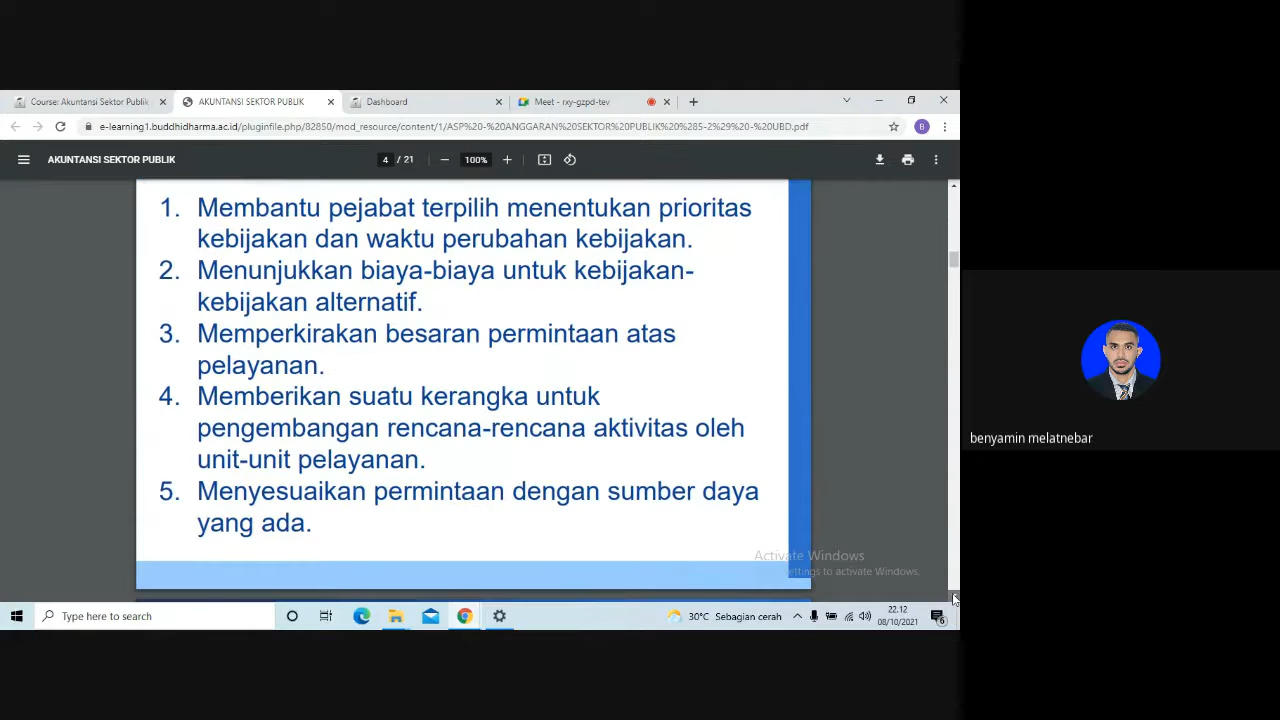 Course: Akuntansi Sektor Publik
AKUNTANSI SEKTOR PUBLIK
Dashboard
Meet - rxy-gzpd-tev
e-learning1.buddhidharma.ac.id/pluginfile.php/82850/mod_resource/content/1/ASP%20-%20ANGGARAN%20SEKTOR%20PUBLIK%20%285-2%29%20-%20UBD.pdf
B
AKUNTANSI SEKTOR PUBLIK
4 / 21
100%
1. Membantu pejabat terpilih menentukan prioritas
kebijakan dan waktu perubahan kebijakan.
2. Menunjukkan biaya-biaya untuk kebijakan-
kebijakan alternatif.
3. Memperkirakan besaran permintaan atas
pelayanan.
4. Memberikan suatu kerangka untuk
pengembangan rencana-rencana aktivitas oleh
unit-unit pelayanan.
5. Menyesuaikan permintaan dengan sumber daya
yang ada.
Activate Windows
ettings to activate Windows.
benyamin melatnebar
Type here to search
30°C Sebagian cerah
22.12
08/10/2021
6